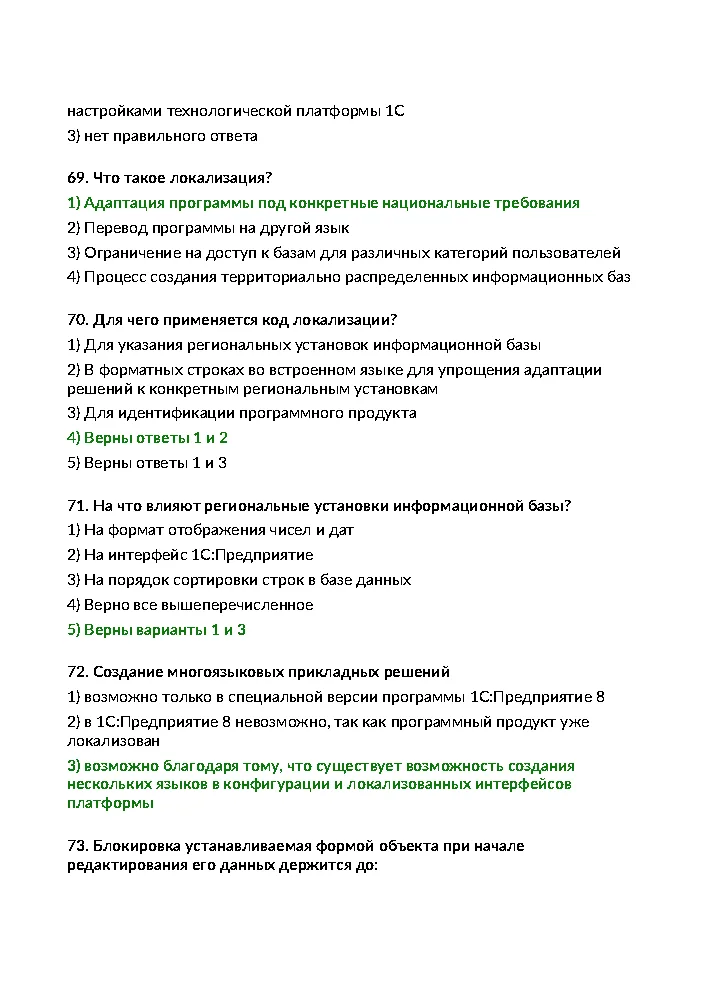 настройками технологической платформы 1С
3) нет правильного ответа
69. Что такое локализация?
1) Адаптация программы под конкретные национальные требования
2) Перевод программы на другой язык
3) Ограничение на доступ к базам для различных категорий пользователей
4) Процесс создания территориально распределенных информационных баз
70. Для чего применяется код локализации?
1) Для указания региональных установок информационной базы
2) В форматных строках во встроенном языке для упрощения адаптации
решений к конкретным региональным установкам
3) Для идентификации программного продукта
4) Верны ответы 1 и 2
5) Верны ответы 1 и 3
71. На что влияют региональные установки информационной базы?
1) На формат отображения чисел и дат
2) На интерфейс 1С:Предприятие
3) На порядок сортировки строк в базе данных
4) Верно все вышеперечисленное
5) Верны варианты 1 и 3
72. Создание многоязыковых прикладных решений
1) возможно только в специальной версии программы 1С:Предприятие 8
2) в 1С:Предприятие 8 невозможно, так как программный продукт уже
локализован
3) возможно благодаря тому, что существует возможность создания
нескольких языков в конфигурации и локализованных интерфейсов
платформы
73. Блокировка устанавливаемая формой объекта при начале
редактирования его данных держится до: